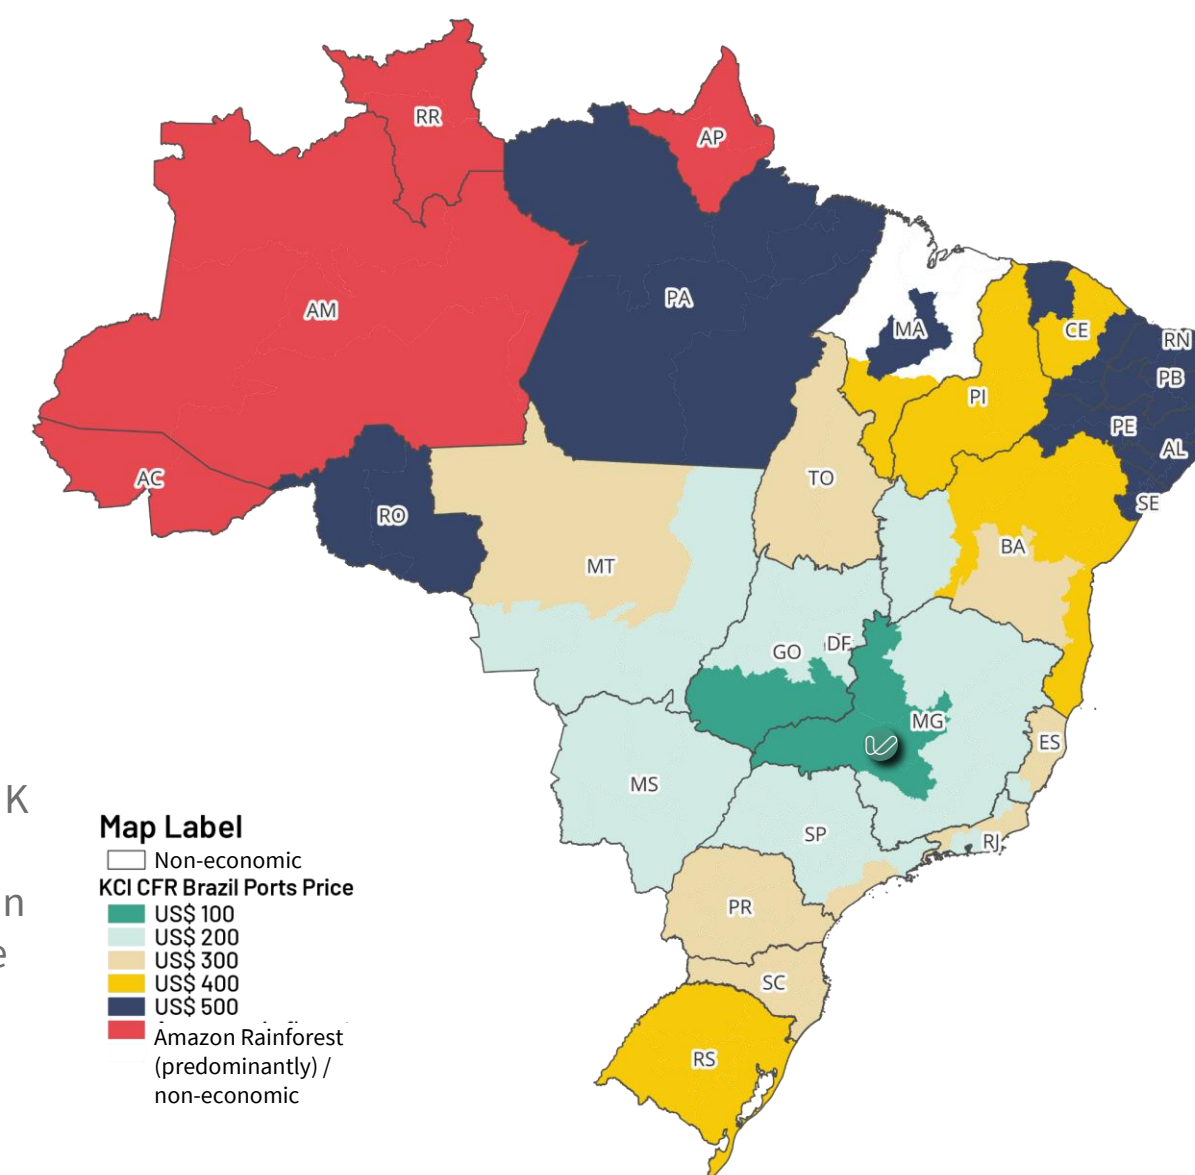 RR
AP
AM
PA
MA
CE
RN
PI
PB
PE
AL
AC
TO
SE
RO
BA
MT
GO
DF
MG
ES
MS
SP
RJ
PR
SC
RS
K
n
e
Map Label
Non-economic
KCI CFR Brazil Ports Price
US$ 100
US$ 200
US$ 300
US$ 400
US$ 500
Amazon Rainforest
(predominantly) /
non-economic